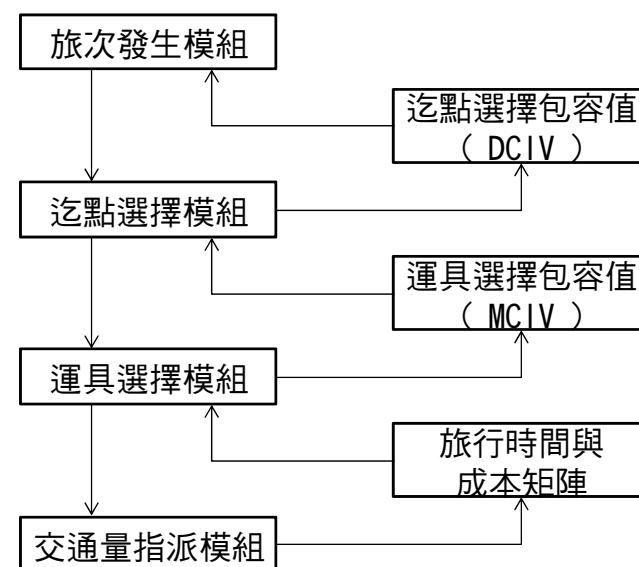 旅次發生模組
迄點選擇包容值
( DCIV )
迄點選擇模組
運具選擇包容值
( MCIV )
運具選擇模組
旅行時間與
成本矩陣
交通量指派模組